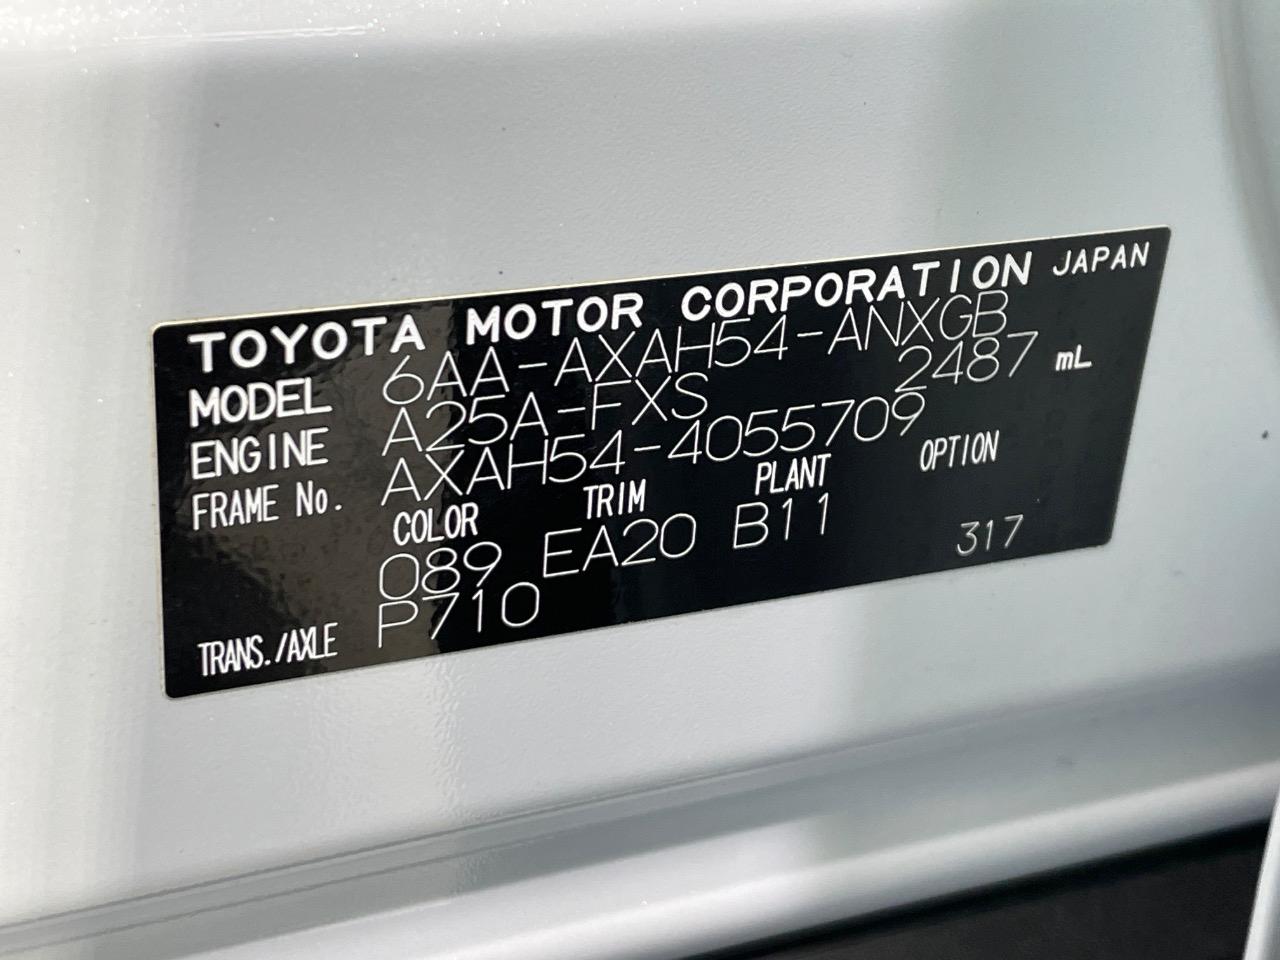 TOYOTA MOTOR CORPORATION JAPAN
MODEL 6AA-AXAH54-ANXGB
ENGINE A25A-FXS 2487 mL
FRAME No. AXAH54-4055709
COLOR TRIM PLANT OPTION
089 EA20 B11 317
TRANS./AXLE P710